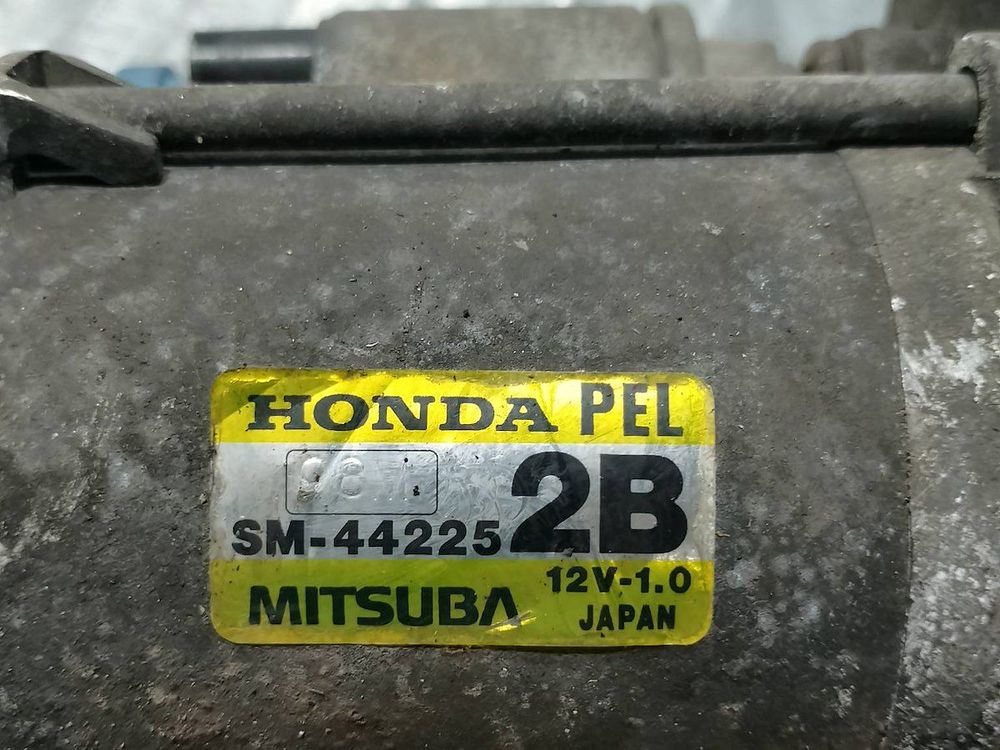 HONDA PEL
2B
SM-44225
12V-1.0
MITSUBA
JAPAN